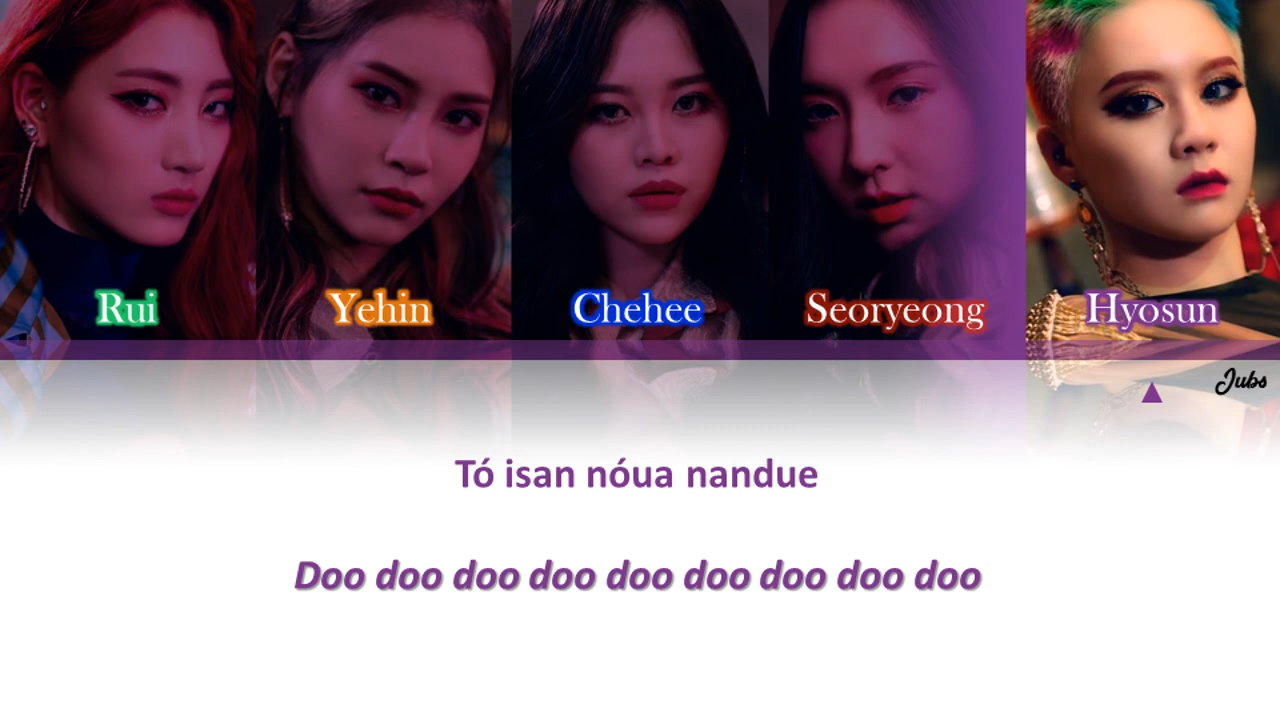 Rui Yehin Chehee Seoryeong Hyosun
Jubs
Tó isan nóua nandue
Doo doo doo doo doo doo doo doo doo